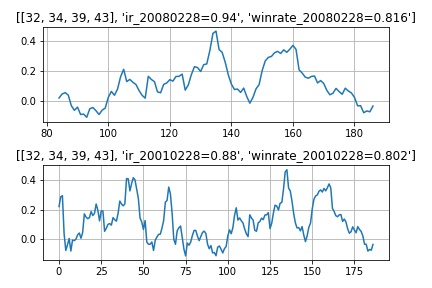 [[32, 34, 39, 43], 'ir_20080228=0.94', 'winrate_20080228=0.816']
0.4
0.2
0.0
80 100 120 140 160 180
[[32, 34, 39, 43], 'ir_20010228=0.88', 'winrate_20010228=0.802']
0.4
0.2
0.0
0 25 50 75 100 125 150 175